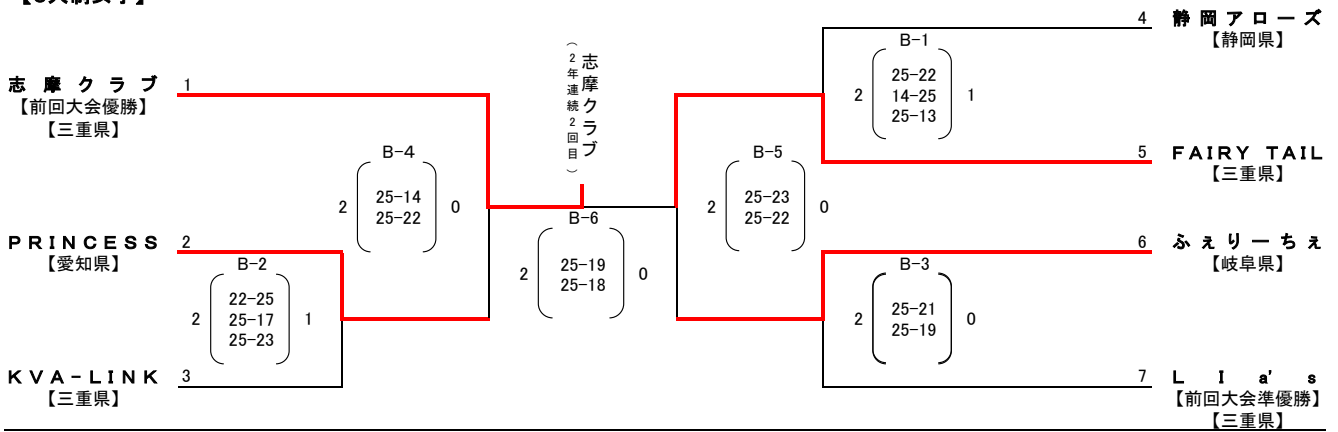 4 静岡アローズ
【静岡県】
B-1
2
25-22
14-25
25-13
1
志摩クラブ
（2年連続2回目）
志摩クラブ 1
【前回大会優勝】
【三重県】
B-4
2
25-14
25-22
0
B-5
2
25-23
25-22
0
5 FAIRY TAIL
【三重県】
B-6
2
25-19
25-18
0
PRINCESS 2
【愛知県】
B-2
2
22-25
25-17
25-23
1
6 ふぇりーちぇ
【岐阜県】
B-3
2
25-21
25-19
0
KVA-LINK 3
【三重県】
7 LIa's
【前回大会準優勝】
【三重県】